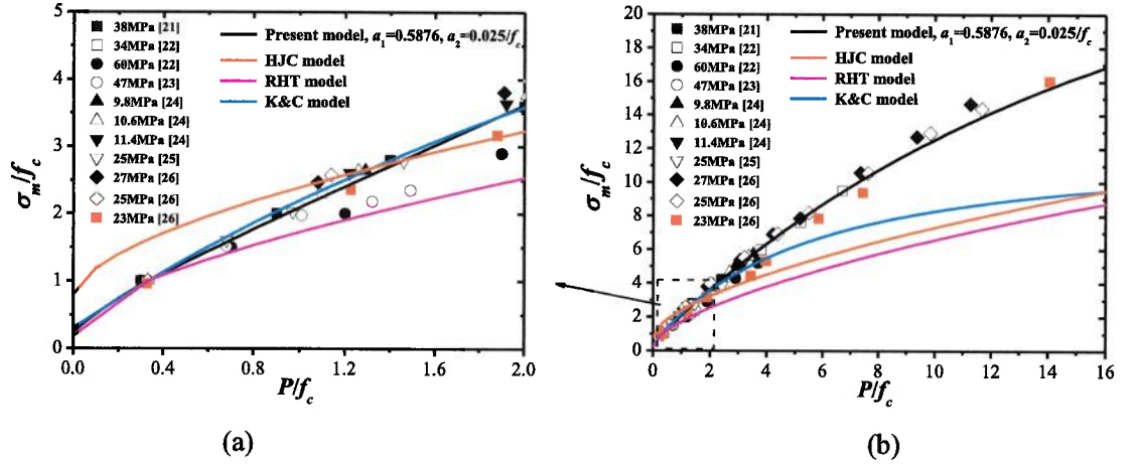 5
4
3
2
1
0
σm/fc
0.0 0.4 0.8 1.2 1.6 2.0
P/fc
38MPa [21]
34MPa [22]
60MPa [22]
47MPa [23]
9.8MPa [24]
10.6MPa [24]
11.4MPa [24]
25MPa [25]
27MPa [26]
25MPa [26]
23MPa [26]
Present model, a1=0.5876, a2=0.025/fc
HJC model
RHT model
K&C model
(a)
20
18
16
14
12
10
8
6
4
2
0
σm/fc
0 2 4 6 8 10 12 14 16
P/fc
38MPa [21]
34MPa [22]
60MPa [22]
47MPa [23]
9.8MPa [24]
10.6MPa [24]
11.4MPa [24]
25MPa [25]
27MPa [26]
25MPa [26]
23MPa [26]
Present model, a1=0.5876, a2=0.025/fc
HJC model
RHT model
K&C model
(b)